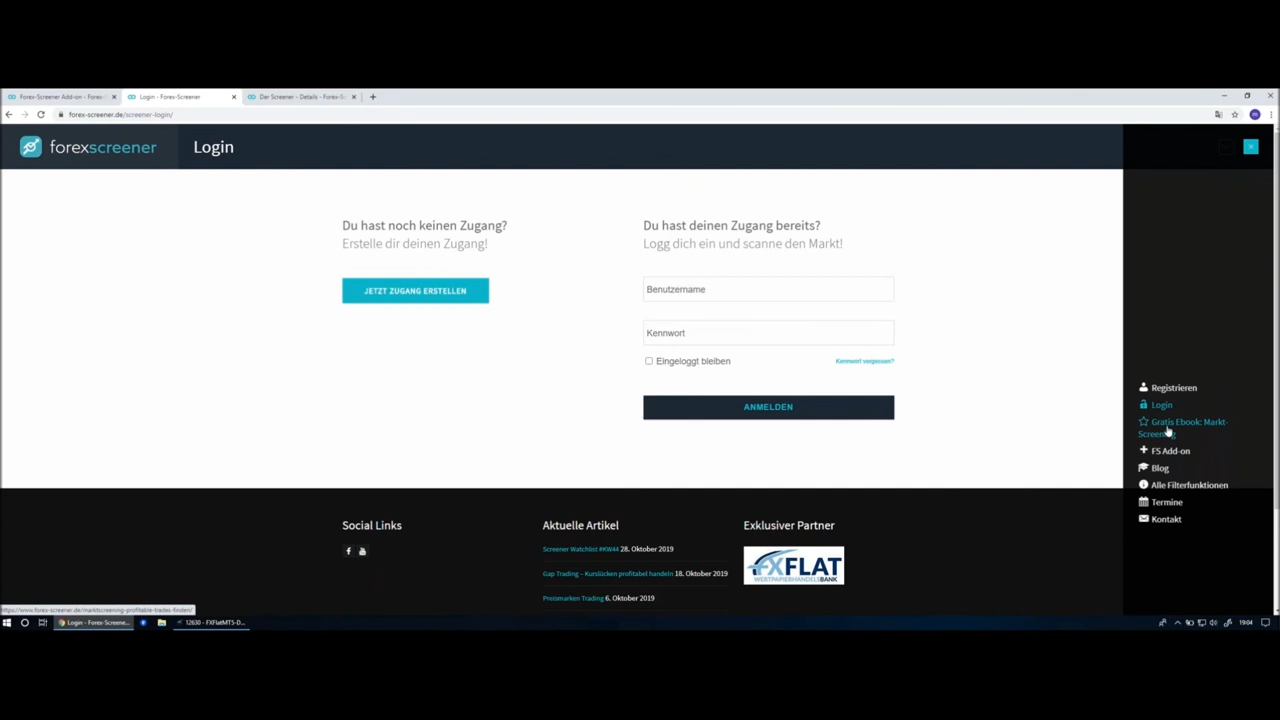 Forex-Screener Add-on - Forex-
Login - Forex-Screener
Der Screener - Details - Forex-Sc
forex-screener.de/screener-login/
forexscreener
Login
Du hast noch keinen Zugang?
Erstelle dir deinen Zugang!
JETZT ZUGANG ERSTELLEN
Du hast deinen Zugang bereits?
Logg dich ein und scanne den Markt!
Benutzername
Kennwort
Eingeloggt bleiben
Kennwort vergessen?
ANMELDEN
Registrieren
Login
Gratis Ebook: Markt-
Screening
FS Add-on
Blog
Alle Filterfunktionen
Termine
Kontakt
Social Links
Aktuelle Artikel
Screener Watchlist #KW44 28. Oktober 2019
Gap Trading – Kurslücken profitabel handeln 18. Oktober 2019
Preismarken Trading 6. Oktober 2019
Exklusiver Partner
FXFLAT
WERTPAPIERHANDELSBANK
https://www.forex-screener.de/marktscreening-profitable-trades-finden/
Login - Forex-Screene...
12630 - FXFlatMT5-D...
19:04